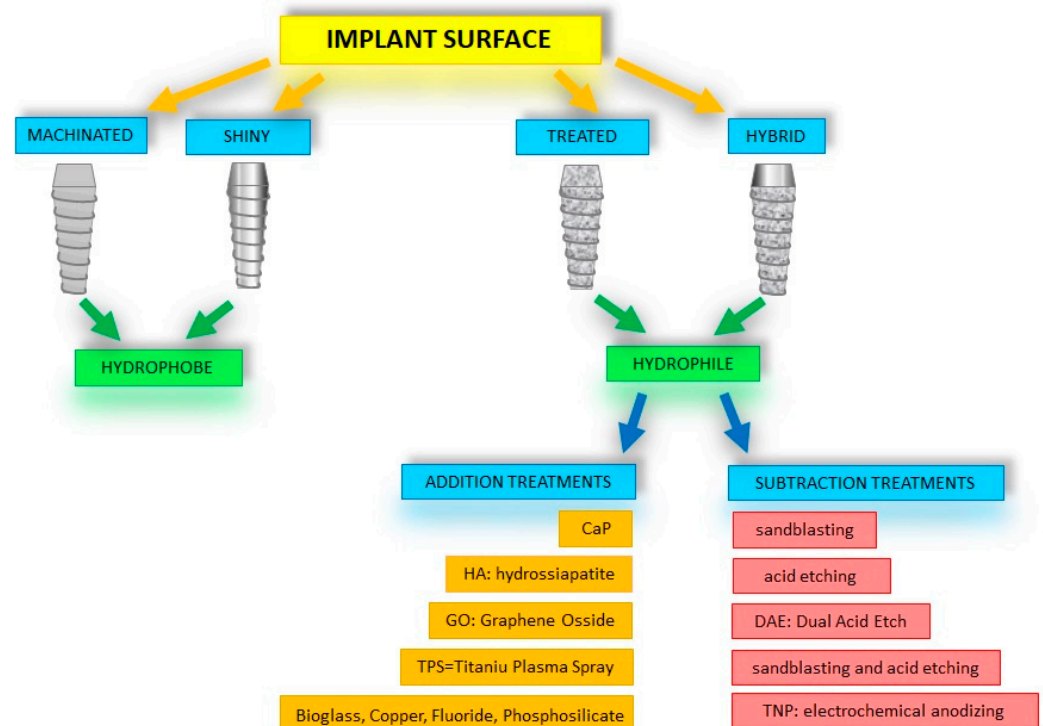 IMPLANT SURFACE
MACHINATED
SHINY
TREATED
HYBRID
HYDROPHOBE
HYDROPHILE
ADDITION TREATMENTS
SUBTRACTION TREATMENTS
CaP
sandblasting
HA: hydrossiapatite
acid etching
GO: Graphene Osside
DAE: Dual Acid Etch
TPS=Titaniu Plasma Spray
sandblasting and acid etching
Bioglass, Copper, Fluoride, Phosphosilicate
TNP: electrochemical anodizing